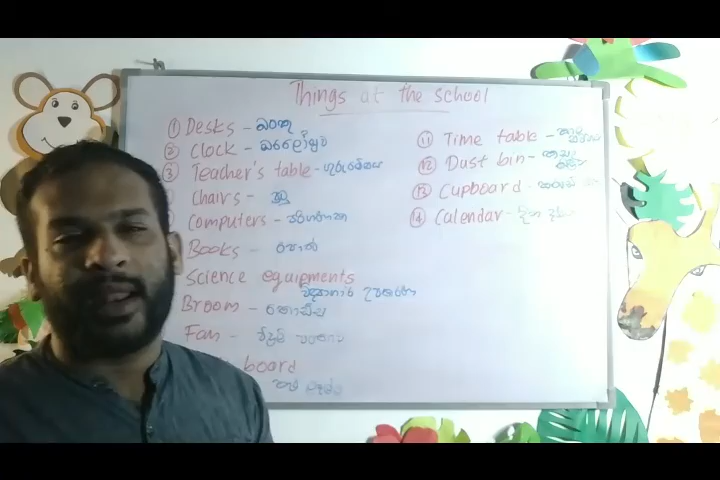 Things at the school
① Desks - බංකු
② Clock - ඔරලෝසුව
③ Teacher's table - ගුරුමේසය
Chairs - පුටු
Computers - පරිගණක
Books - පොත්
Science equipments
විද්‍යාගාර උපකරණ
Broom - කොස්ස
Fan - විදුලි පංකාව
board
⑪ Time table - කාල
⑫ Dust bin - කසල
⑬ Cupboard -
⑭ Calendar - දින